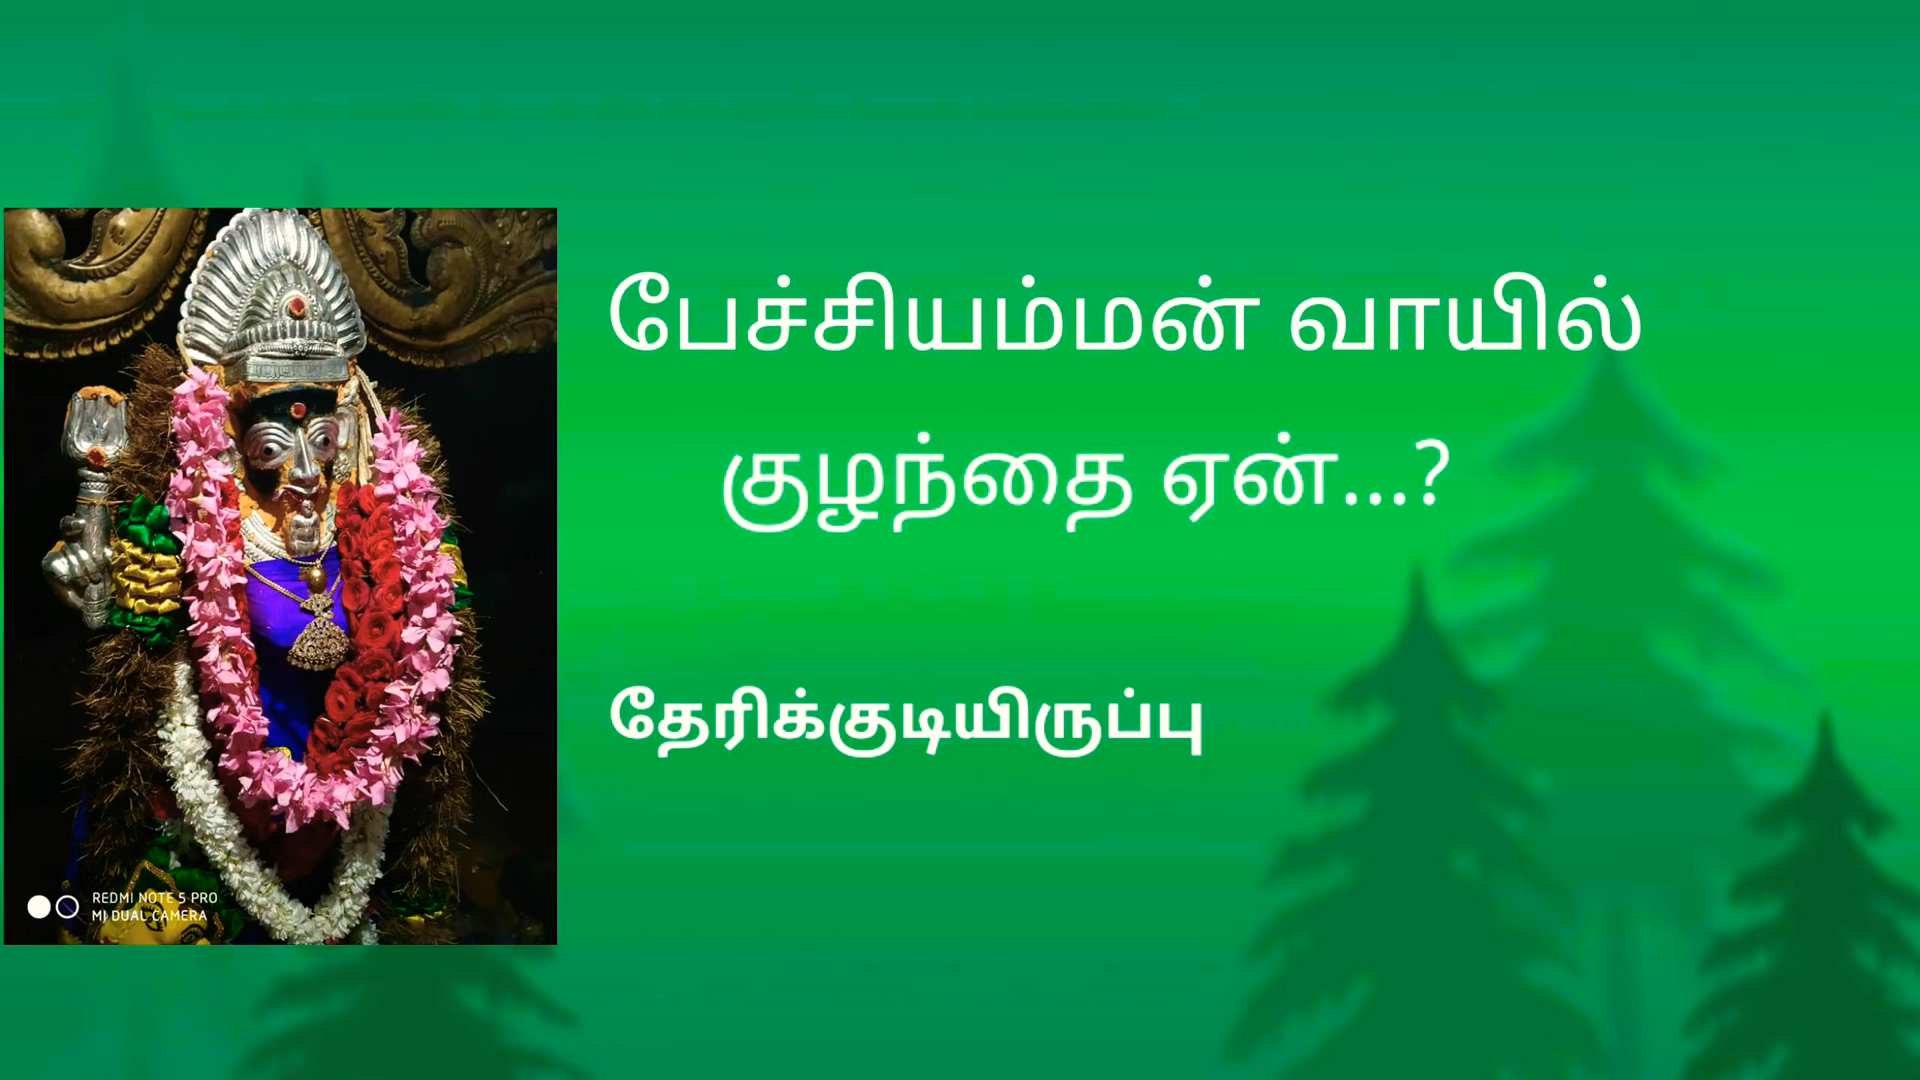 பேச்சியம்மன் வாயில்
குழந்தை ஏன்...?
தேரிக்குடியிருப்பு
REDMI NOTE 5 PRO
MI DUAL CAMERA